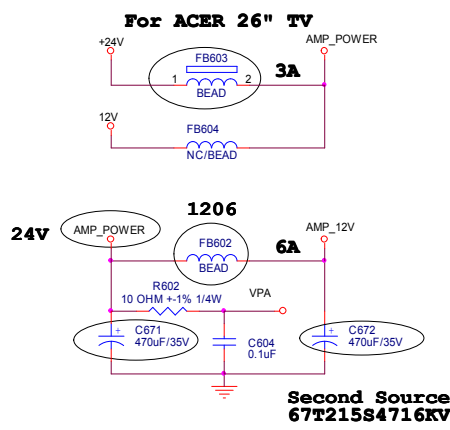 For ACER 26" TV
+24V
AMP_POWER
FB603
1
2
3A
BEAD
12V
FB604
NC/BEAD
1206
24V
AMP_POWER
AMP_12V
FB602
6A
BEAD
R602
VPA
10 OHM +-1% 1/4W
+
C671
470uF/35V
C604
0.1uF
+
C672
470uF/35V
Second Source
67T215S4716KV